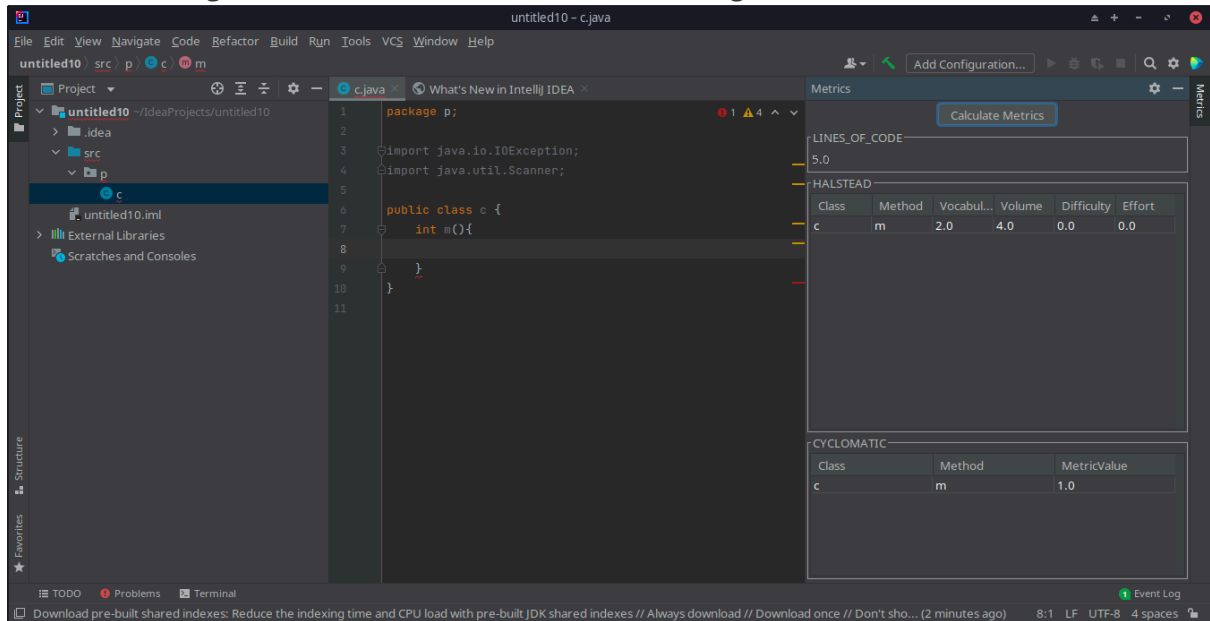 untitled10 – c.java
File Edit View Navigate Code Refactor Build Run Tools VCS Window Help
untitled10 〉 src 〉 p 〉 c 〉 m m
Add Configuration...
Project
Project
untitled10 ~/IdeaProjects/untitled10
.idea
src
p
c
untitled10.iml
External Libraries
Scratches and Consoles
Structure
Favorites
c.java × What's New in IntelliJ IDEA ×
1 package p; 1 4
2
3 import java.io.IOException;
4 import java.util.Scanner;
5
6 public class c {
7 int m(){
8
9 }
10 }
11
Metrics
Metrics
Calculate Metrics
LINES_OF_CODE
5.0
HALSTEAD
Class Method Vocabul... Volume Difficulty Effort
c m 2.0 4.0 0.0 0.0
CYCLOMATIC
Class Method MetricValue
c m 1.0
TODO Problems Terminal 1 Event Log
Download pre-built shared indexes: Reduce the indexing time and CPU load with pre-built JDK shared indexes // Always download // Download once // Don't sho... (2 minutes ago) 8:1 LF UTF-8 4 spaces